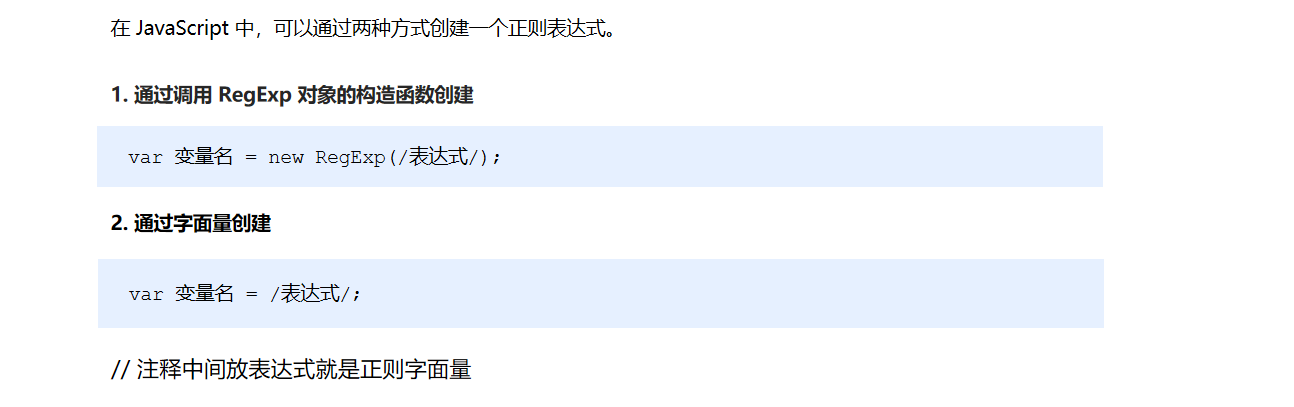 在 JavaScript 中，可以通过两种方式创建一个正则表达式。
1. 通过调用 RegExp 对象的构造函数创建
var 变量名 = new RegExp(/表达式/);
2. 通过字面量创建
var 变量名 = /表达式/;
// 注释中间放表达式就是正则字面量